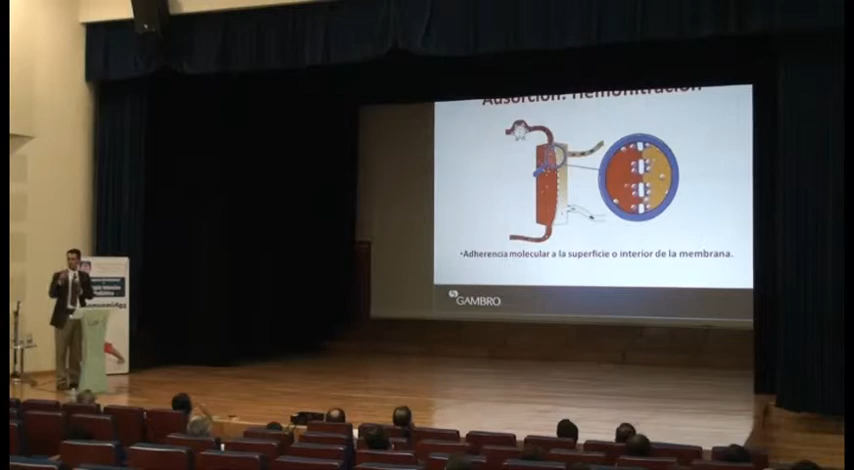 Adsorción: Hemofiltración
•Adherencia molecular a la superficie o interior de la membrana.
GAMBRO